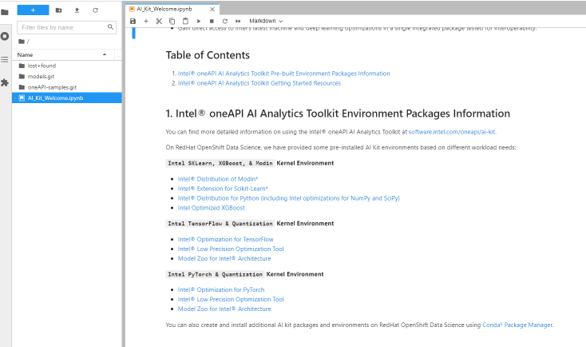 AI_Kit_Welcome.ipynb
Filter files by name
/
Name
lost+found
models.git
oneAPI-samples.git
AI_Kit_Welcome.ipynb
Markdown
Gain direct access to Intel's latest machine and deep learning optimizations in a single integrated package tested for interoperability.
Table of Contents
1. Intel® oneAPI AI Analytics Toolkit Pre-built Environment Packages Information
2. Intel® oneAPI AI Analytics Toolkit Getting Started Resources
1. Intel® oneAPI AI Analytics Toolkit Environment Packages Information
You can find more detailed information on using the Intel® oneAPI AI Analytics Toolkit at software.intel.com/oneapi/ai-kit.
On RedHat OpenShift Data Science, we have provided some pre-installed AI Kit environments based on different workload needs:
Intel SKLearn, XGBoost, & Modin Kernel Environment
Intel® Distribution of Modin*
Intel® Extension for Scikit-Learn*
Intel® Distribution for Python (including Intel optimizations for NumPy and SciPy)
Intel Optimized XGBoost
Intel TensorFlow & Quantization Kernel Environment
Intel® Optimization for TensorFlow
Intel® Low Precision Optimization Tool
Model Zoo for Intel® Architecture
Intel PyTorch & Quantization Kernel Environment
Intel® Optimization for PyTorch
Intel® Low Precision Optimization Tool
Model Zoo for Intel® Architecture
You can also create and install additional AI kit packages and environments on RedHat OpenShift Data Science using Conda* Package Manager.